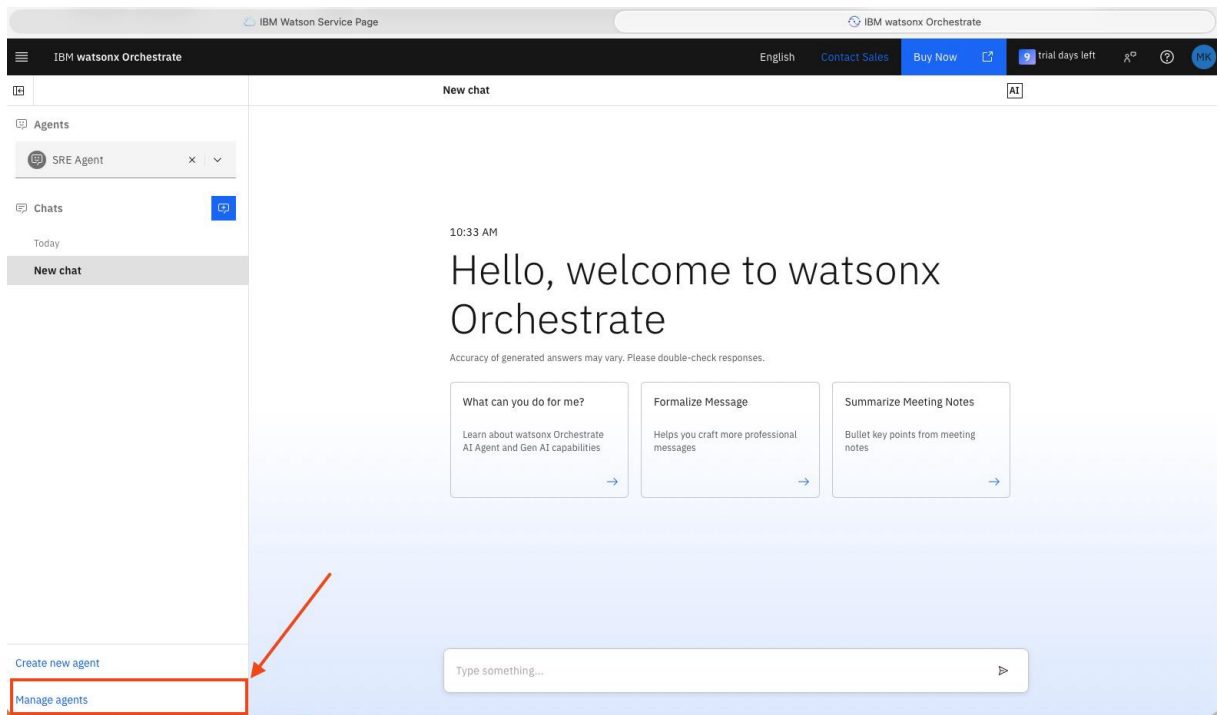 IBM Watson Service Page
IBM watsonx Orchestrate
IBM watsonx Orchestrate
English
Contact Sales
Buy Now
9 trial days left
MK
New chat
AI
Agents
SRE Agent
Chats
Today
New chat
10:33 AM
Hello, welcome to watsonx
Orchestrate
Accuracy of generated answers may vary. Please double-check responses.
What can you do for me?
Learn about watsonx Orchestrate
AI Agent and Gen AI capabilities
Formalize Message
Helps you craft more professional
messages
Summarize Meeting Notes
Bullet key points from meeting
notes
Create new agent
Manage agents
Type something...